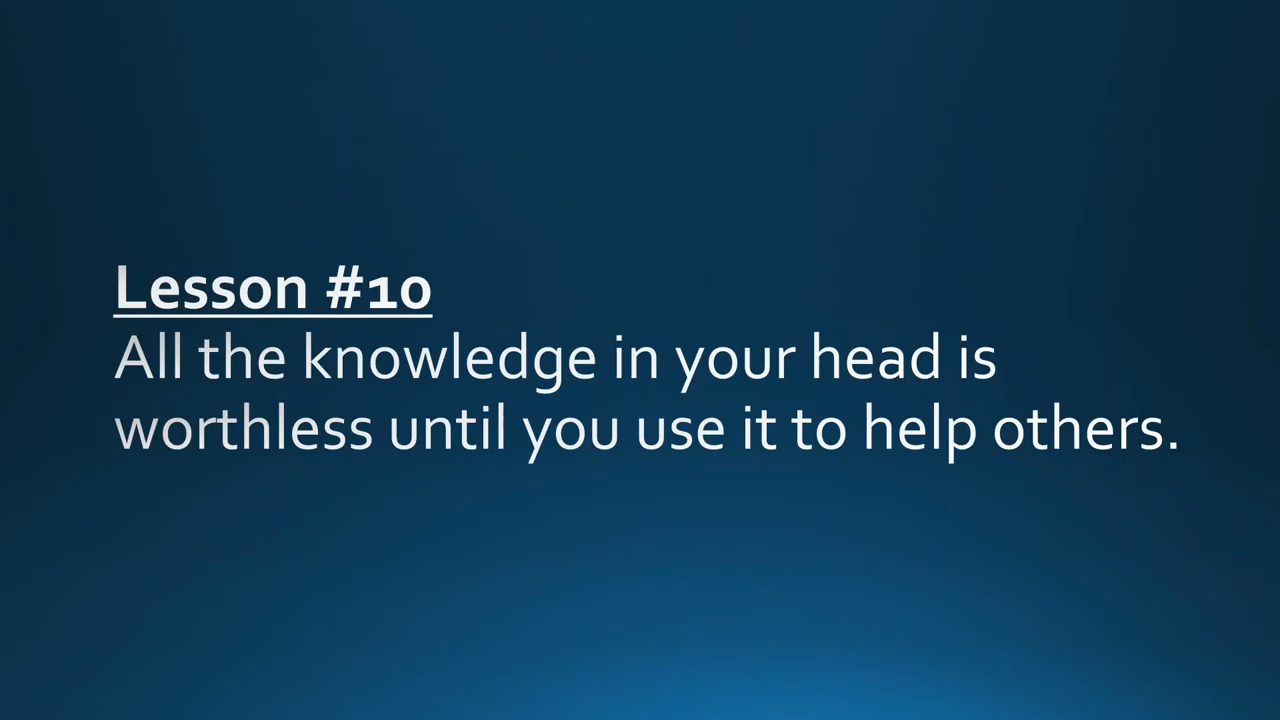 Lesson #10
All the knowledge in your head is
worthless until you use it to help others.